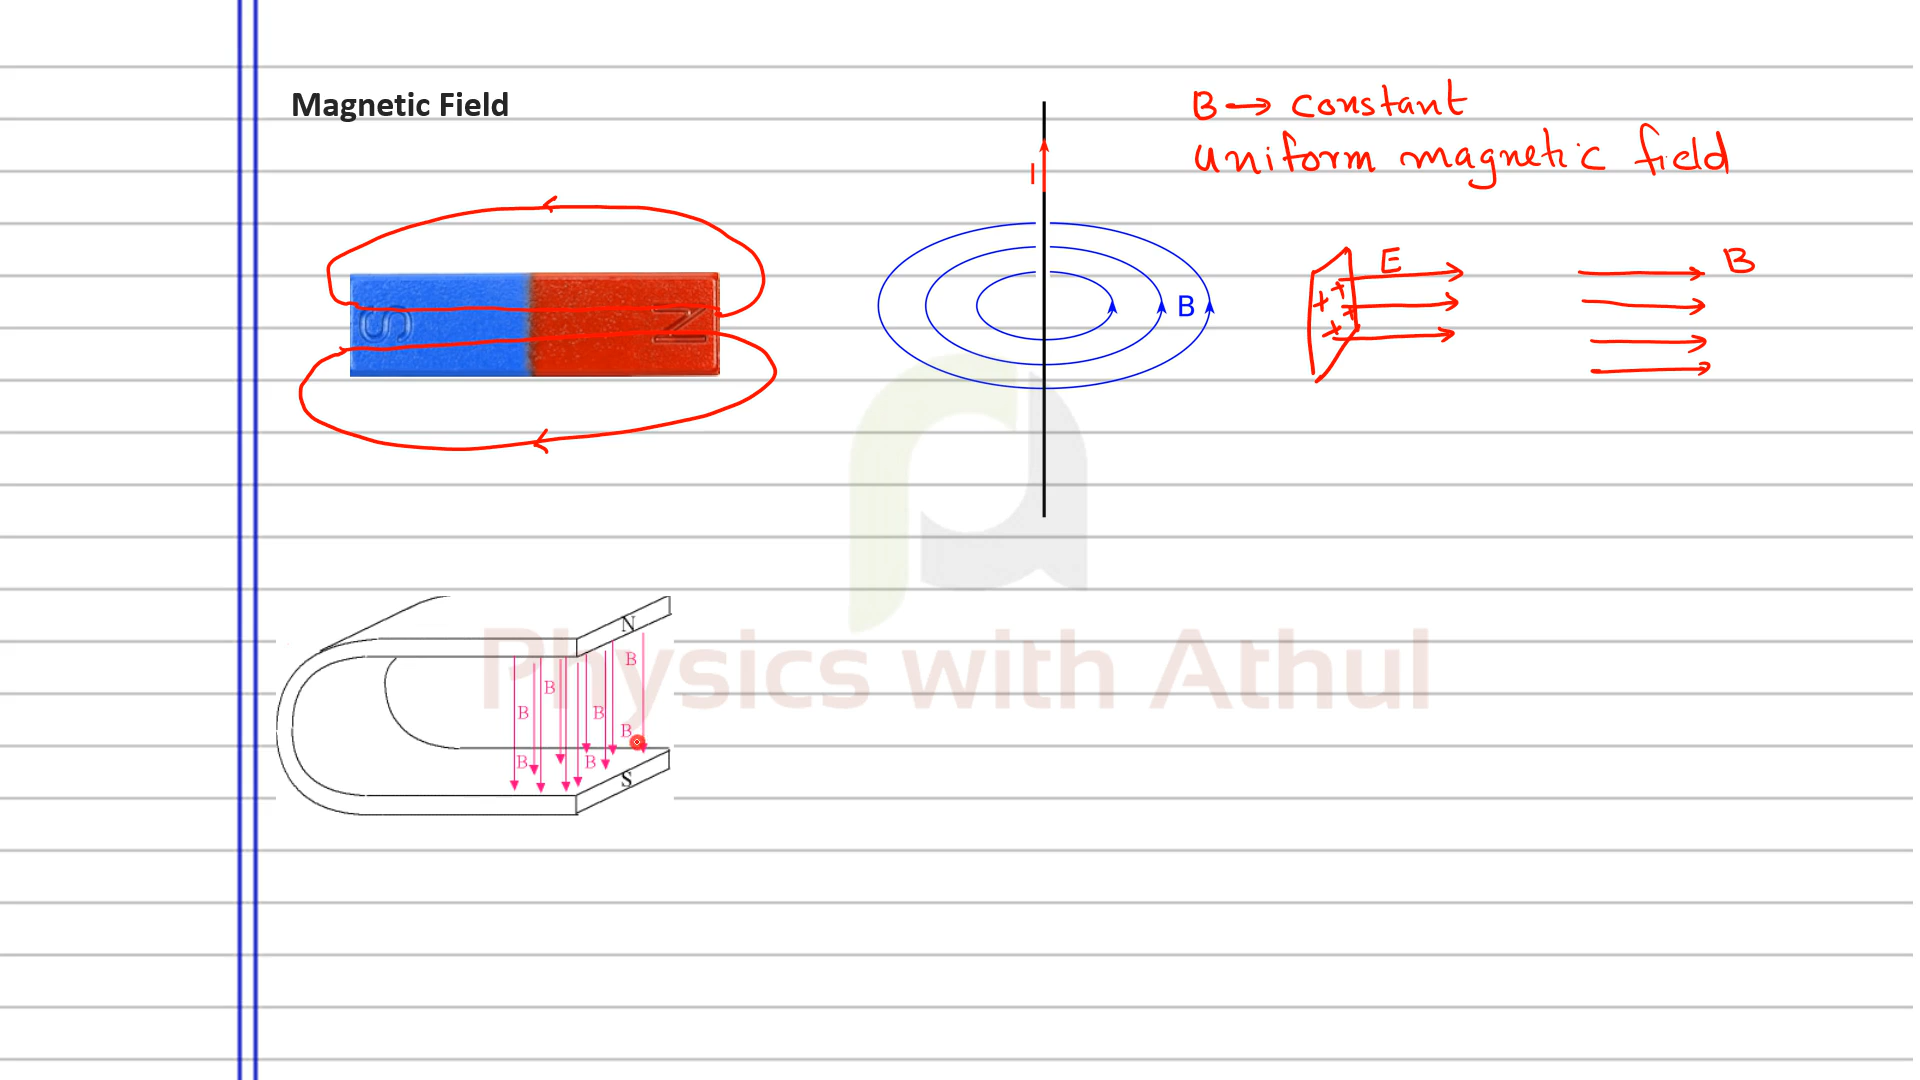 Magnetic Field
B → constant
uniform magnetic field
I
S N
B
E
+ +
+ +
+
B
N
B
B
B B
B
B B
S
Physics with Athul